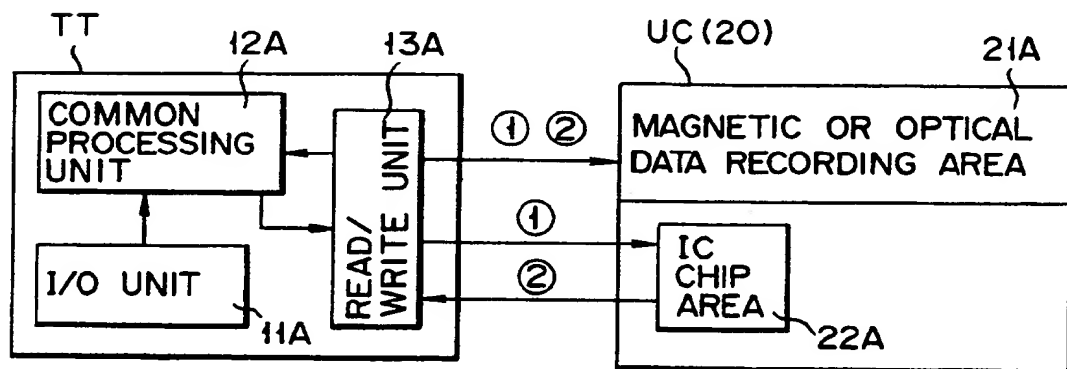 TT
12A
13A
UC (20)
21A
COMMON
PROCESSING
UNIT
READ/
WRITE UNIT
① ②
MAGNETIC OR OPTICAL
DATA RECORDING AREA
①
②
I/O UNIT
11A
IC
CHIP
AREA
22A